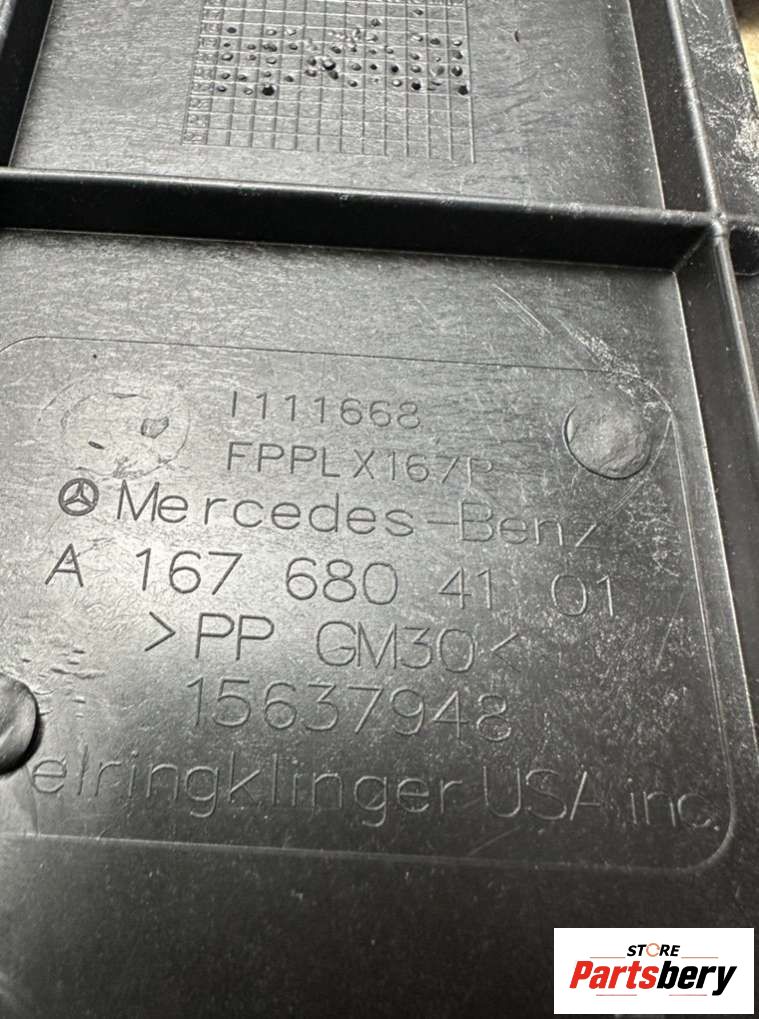 1111668
FPPLX167P
Mercedes-Benz
A 167 680 41 01
>PP GM30<
15637948
elringklinger USA inc.
STORE
Partsbery